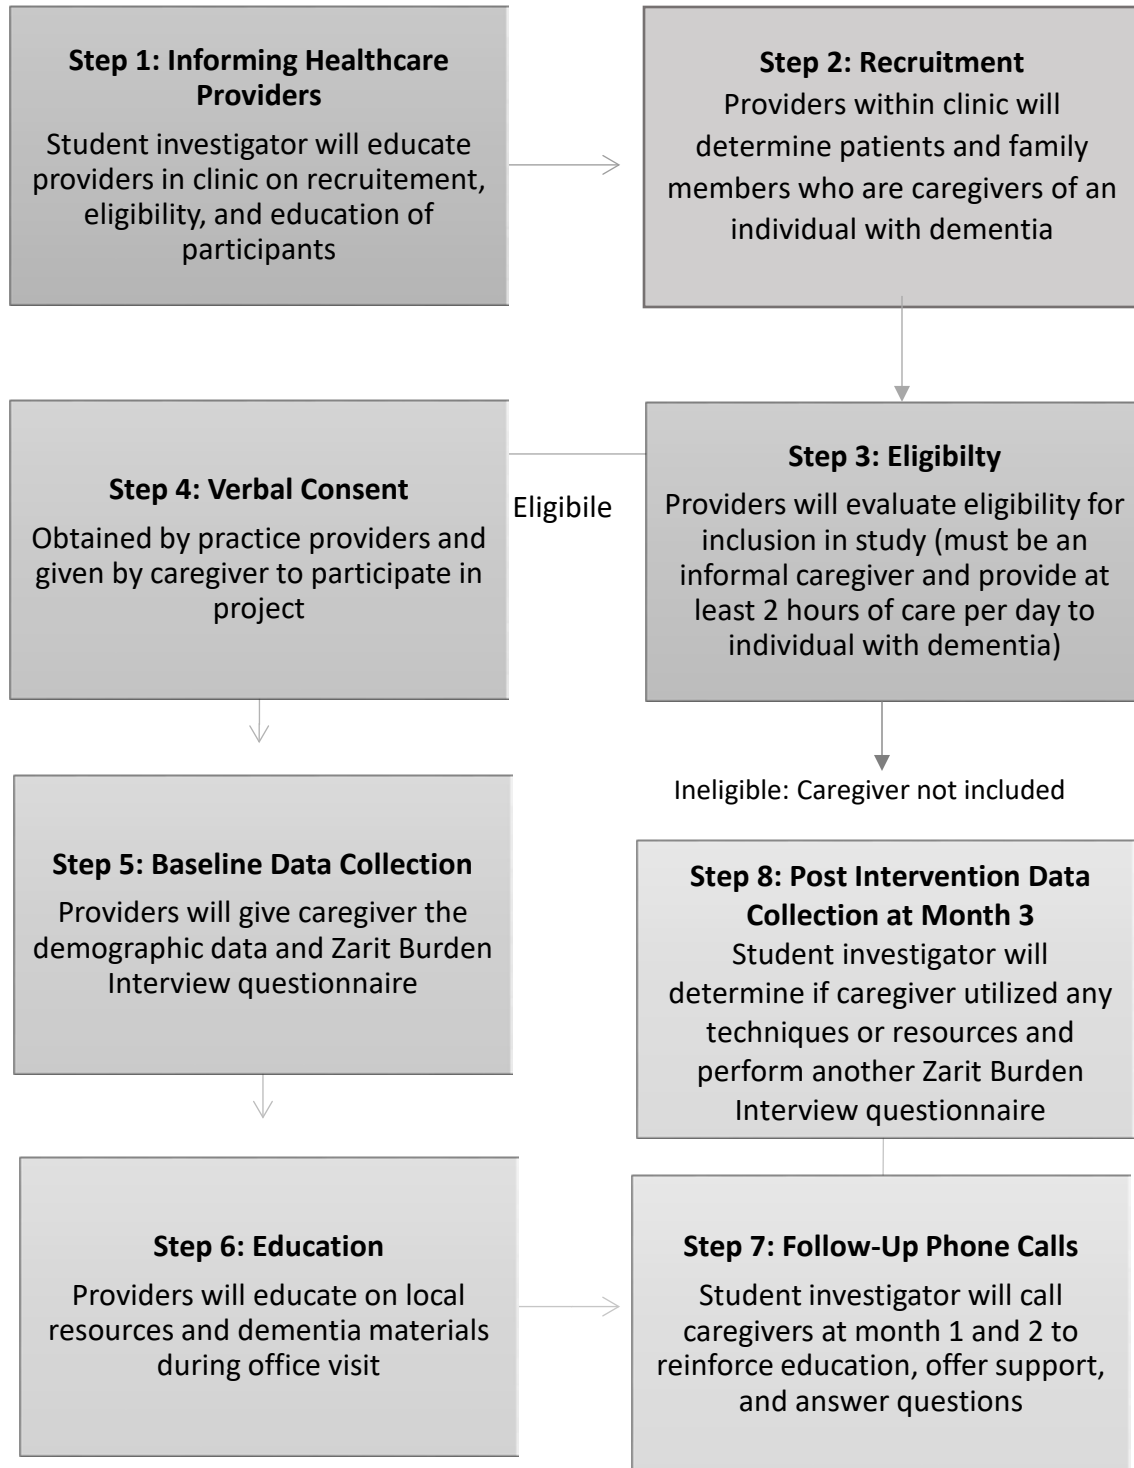 Step 1: Informing Healthcare
Providers
Student investigator will educate
providers in clinic on recruitement,
eligibility, and education of
participants
Step 2: Recruitment
Providers within clinic will
determine patients and family
members who are caregivers of an
individual with dementia
Step 3: Eligibilty
Providers will evaluate eligibility for
inclusion in study (must be an
informal caregiver and provide at
least 2 hours of care per day to
individual with dementia)
Eligibile
Ineligible: Caregiver not included
Step 4: Verbal Consent
Obtained by practice providers and
given by caregiver to participate in
project
Step 5: Baseline Data Collection
Providers will give caregiver the
demographic data and Zarit Burden
Interview questionnaire
Step 6: Education
Providers will educate on local
resources and dementia materials
during office visit
Step 7: Follow-Up Phone Calls
Student investigator will call
caregivers at month 1 and 2 to
reinforce education, offer support,
and answer questions
Step 8: Post Intervention Data
Collection at Month 3
Student investigator will
determine if caregiver utilized any
techniques or resources and
perform another Zarit Burden
Interview questionnaire